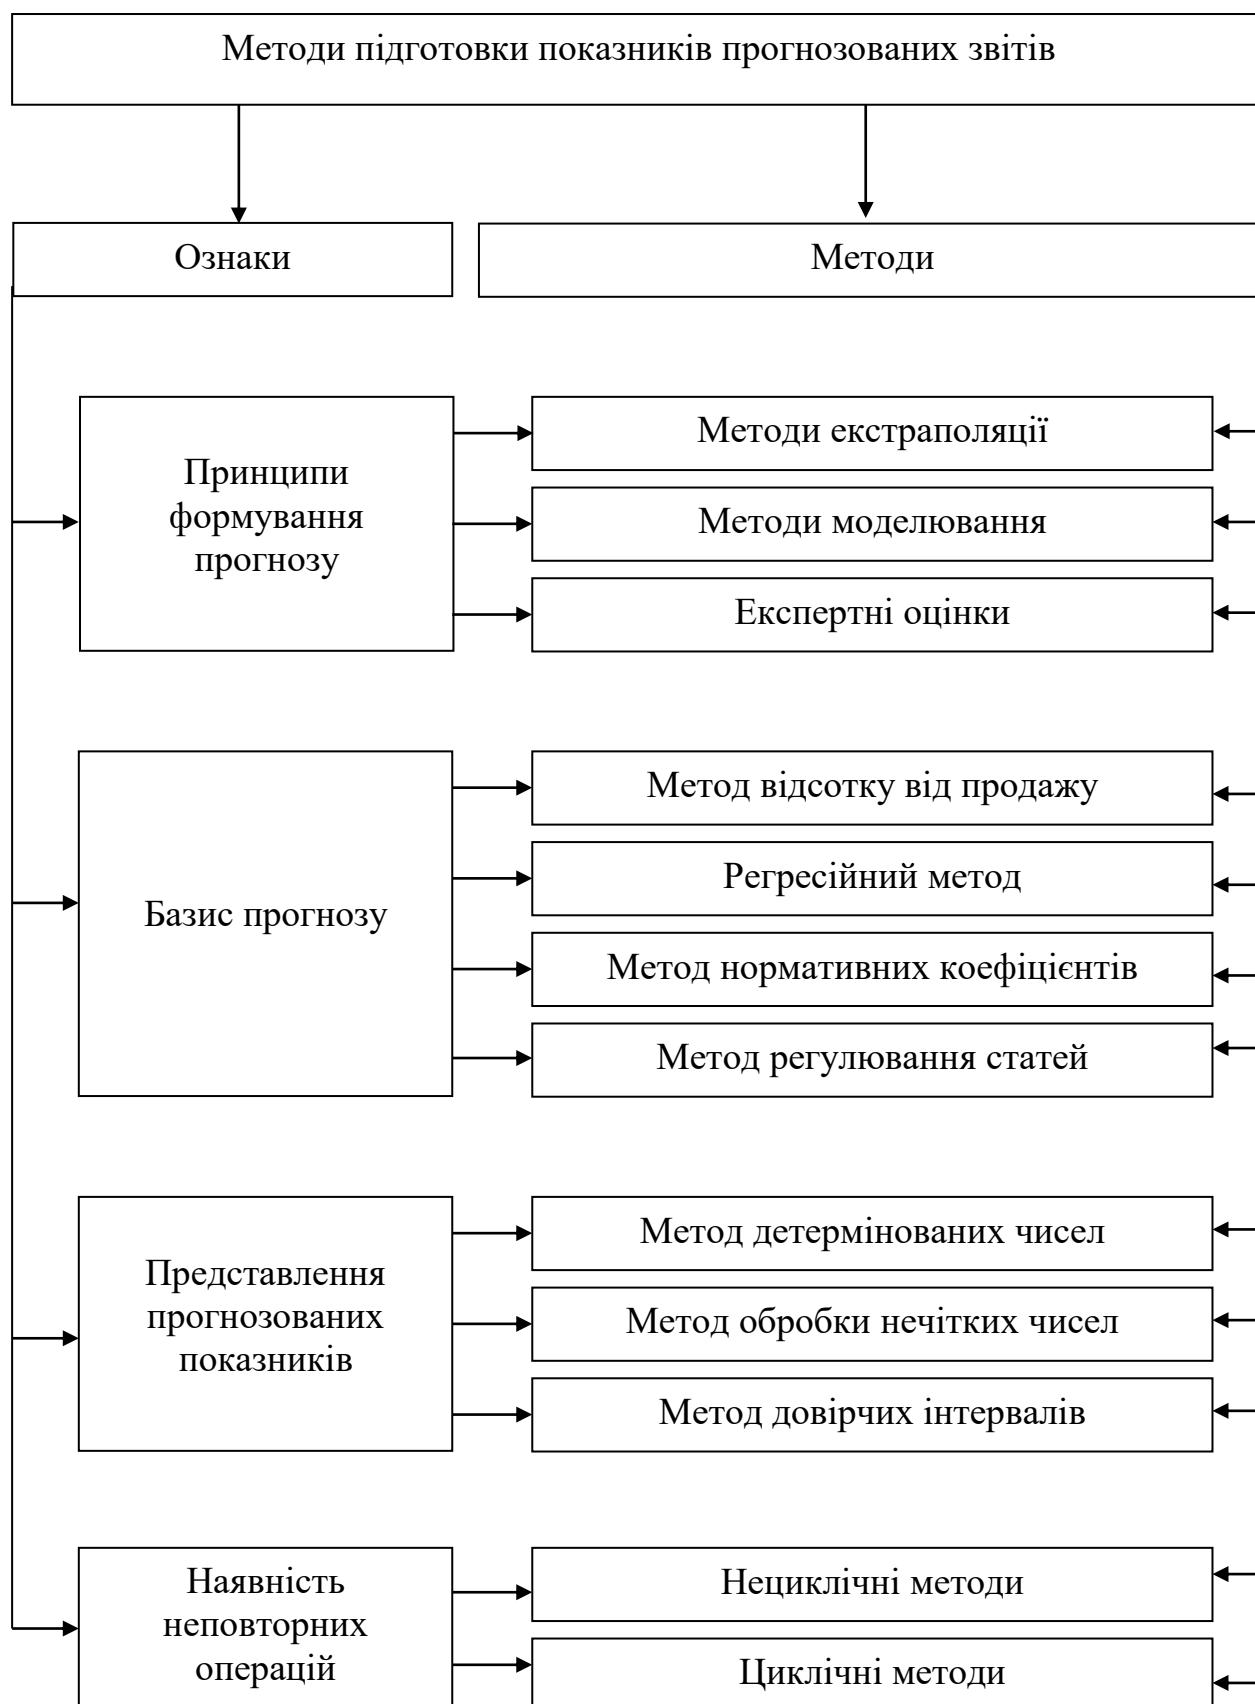 Методи підготовки показників прогнозованих звітів
Ознаки
Методи
Принципи
формування
прогнозу
Методи екстраполяції
Методи моделювання
Експертні оцінки
Базис прогнозу
Метод відсотку від продажу
Регресійний метод
Метод нормативних коефіцієнтів
Метод регулювання статей
Представлення
прогнозованих
показників
Метод детермінованих чисел
Метод обробки нечітких чисел
Метод довірчих інтервалів
Наявність
неповторних
операцій
Нециклічні методи
Циклічні методи